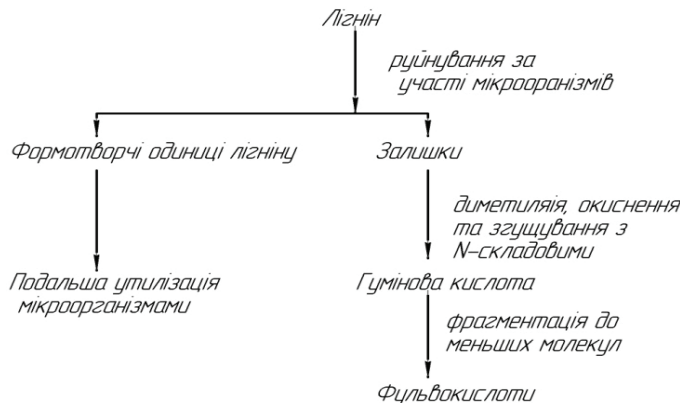 Лігнін
руйнування за
участі мікрооранізмів
Формотворчі одиниці лігніну
Залишки
диметиляія, окиснення
та згущування з
N-складовими
Подальша утилізація
мікроорганізмами
Гумінова кислота
фрагментація до
меньших молекул
Фульвокислоти